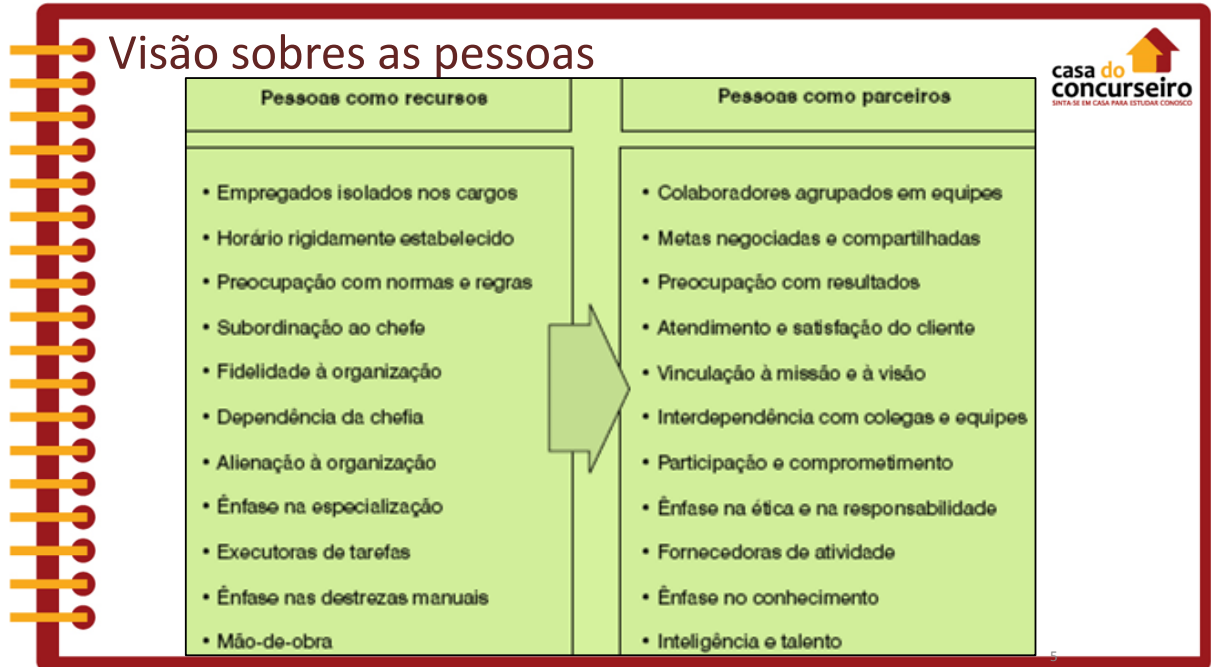 Visão sobres as pessoas
casa do
concurseiro
SINTA-SE EM CASA PARA ESTUDAR CONOSCO
Pessoas como recursos
• Empregados isolados nos cargos
• Horário rigidamente estabelecido
• Preocupação com normas e regras
• Subordinação ao chefe
• Fidelidade à organização
• Dependência da chefia
• Alienação à organização
• Ênfase na especialização
• Executoras de tarefas
• Ênfase nas destrezas manuais
• Mão-de-obra
Pessoas como parceiros
• Colaboradores agrupados em equipes
• Metas negociadas e compartilhadas
• Preocupação com resultados
• Atendimento e satisfação do cliente
• Vinculação à missão e à visão
• Interdependência com colegas e equipes
• Participação e comprometimento
• Ênfase na ética e na responsabilidade
• Fornecedoras de atividade
• Ênfase no conhecimento
• Inteligência e talento
5